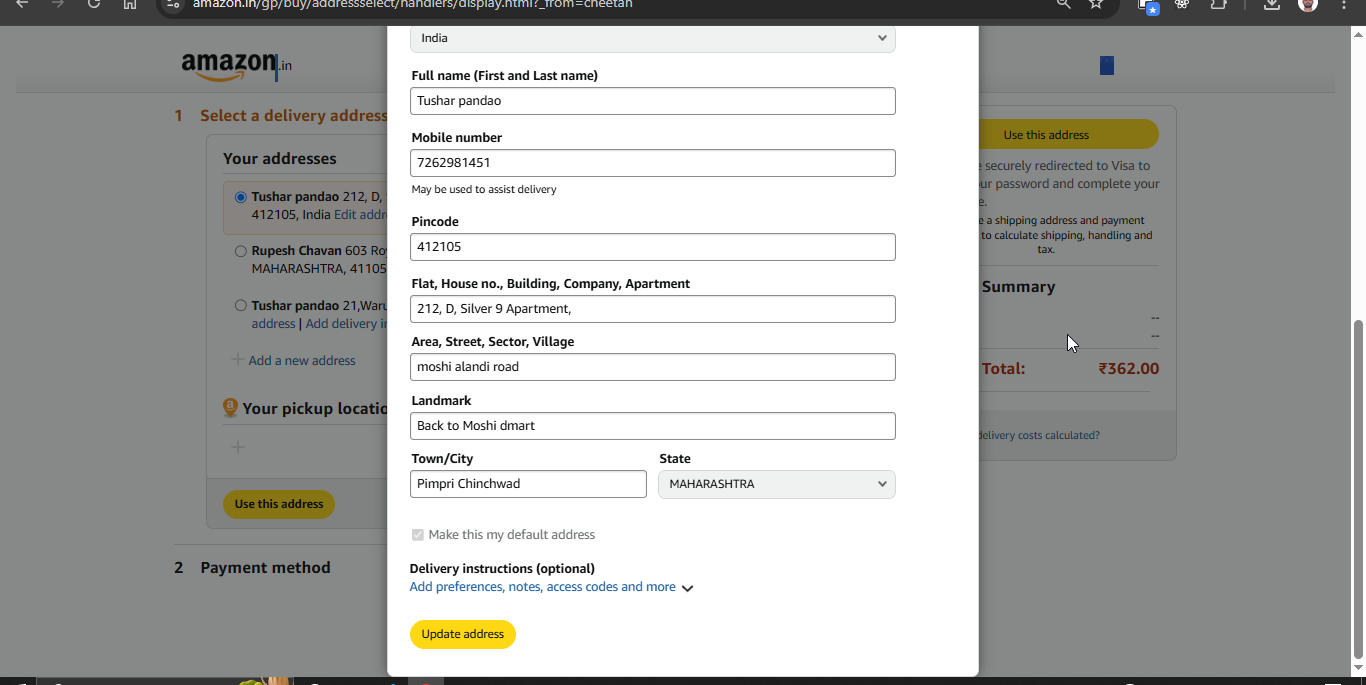 amazon.in/gp/buy/addressselect/handlers/display.html?_from=cheetah
amazon.in
1 Select a delivery address
Your addresses
Tushar pandao 212, D,
412105, India Edit addr
Rupesh Chavan 603 Ro
MAHARASHTRA, 41105
Tushar pandao 21,Waru
address | Add delivery in
Add a new address
Your pickup locatio
Use this address
2 Payment method
India
Full name (First and Last name)
Tushar pandao
Mobile number
7262981451
May be used to assist delivery
Pincode
412105
Flat, House no., Building, Company, Apartment
212, D, Silver 9 Apartment,
Area, Street, Sector, Village
moshi alandi road
Landmark
Back to Moshi dmart
Town/City State
Pimpri Chinchwad MAHARASHTRA
Make this my default address
Delivery instructions (optional)
Add preferences, notes, access codes and more
Update address
Use this address
securely redirected to Visa to
ur password and complete your
e.
e a shipping address and payment
to calculate shipping, handling and
tax.
Summary
--
--
Total: ₹362.00
delivery costs calculated?